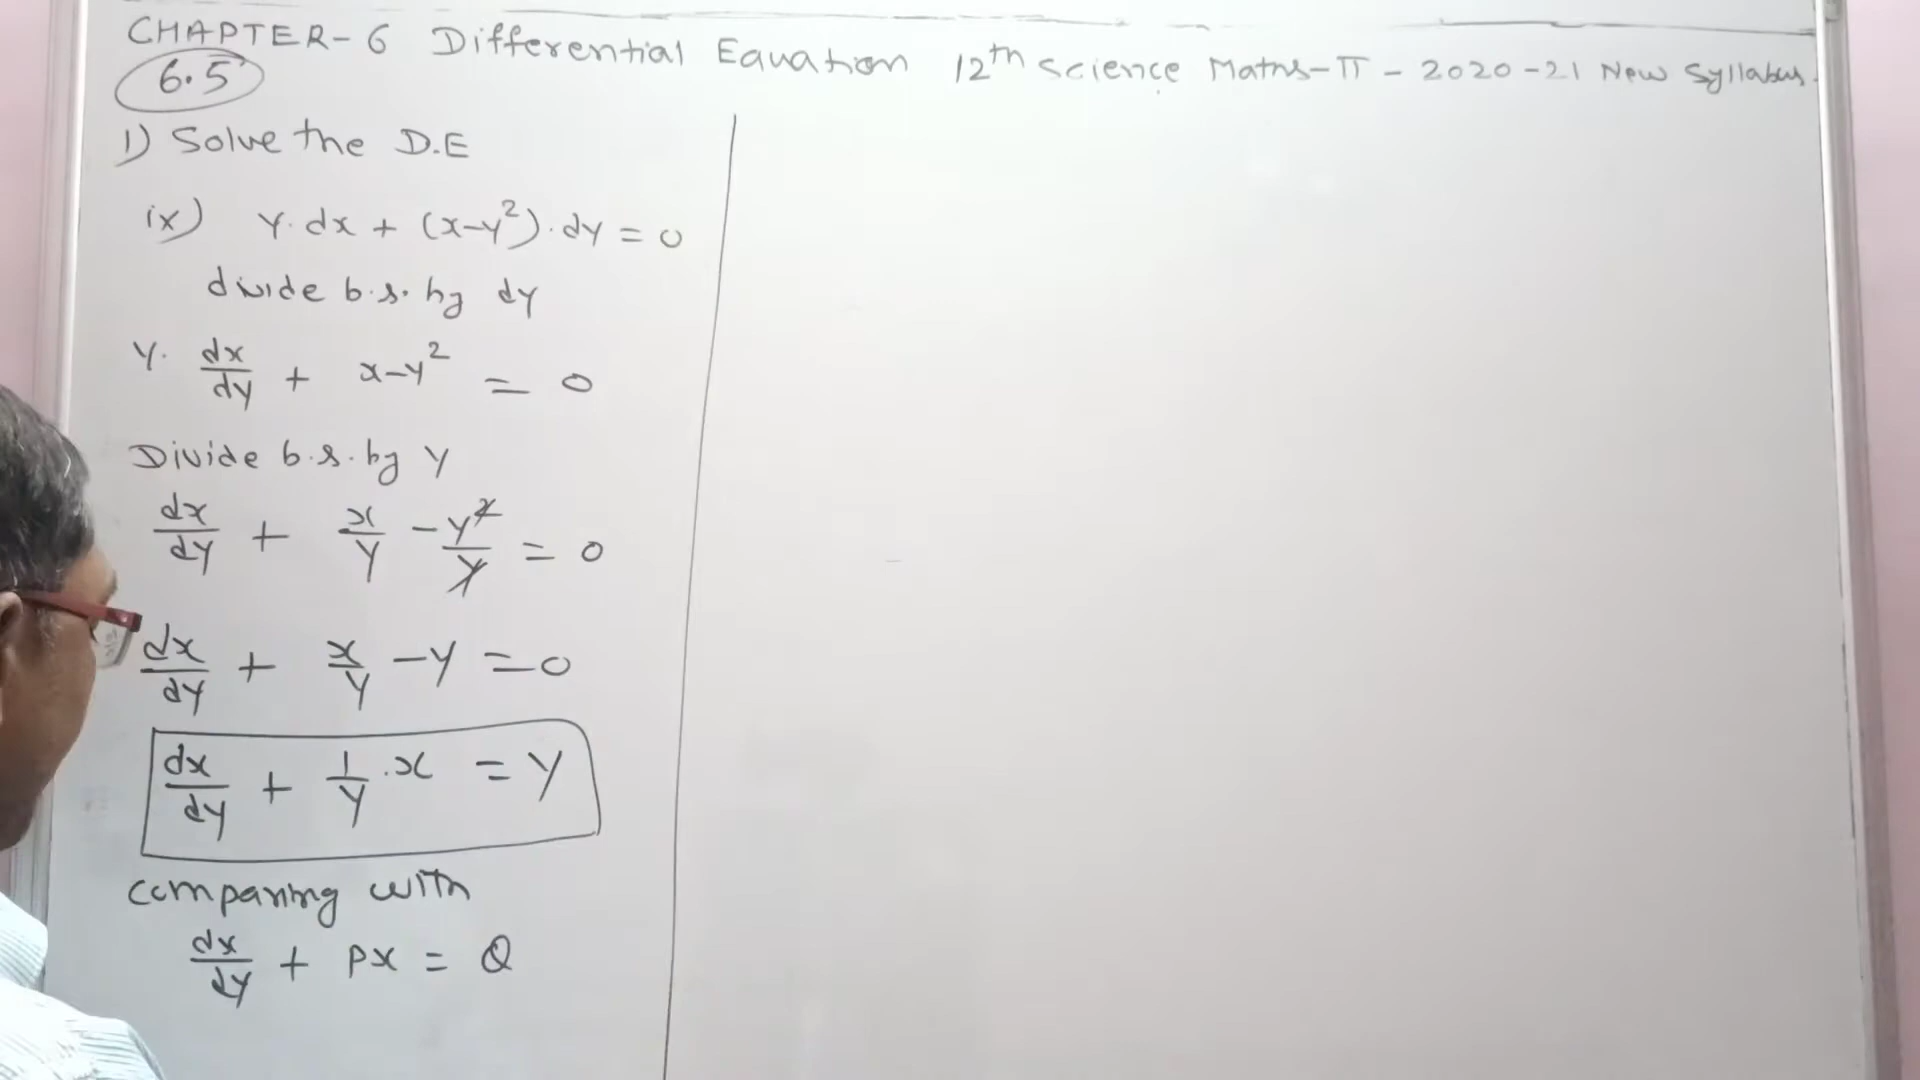 CHAPTER-6 Differential Equation 12th Science Maths-II - 2020-21 New Syllabus.
6.5
1) Solve the D.E
ix) y.dx + (x-y²).dy = 0
divide b.s. by dy
y. dx/dy + x-y² = 0
Divide b.s. by y
dx/dy + x/y - y²/y = 0
dx/dy + x/y - y = 0
dx/dy + 1/y .x = y
comparing with
dx/dy + px = Q